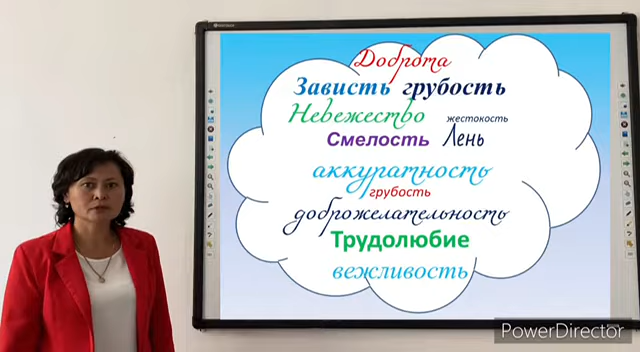 Доброта
Зависть грубость
Невежество жестокость
Смелость Лень
аккуратность
грубость
доброжелательность
Трудолюбие
вежливость
PowerDirector